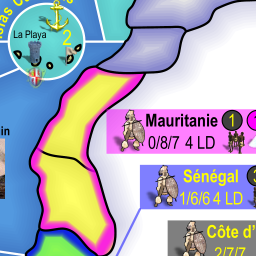 La Playa
2
Mauritanie 1
0/8/7 4 LD
Sénégal
1/6/6 4 LD
Côte d'
2/7/7